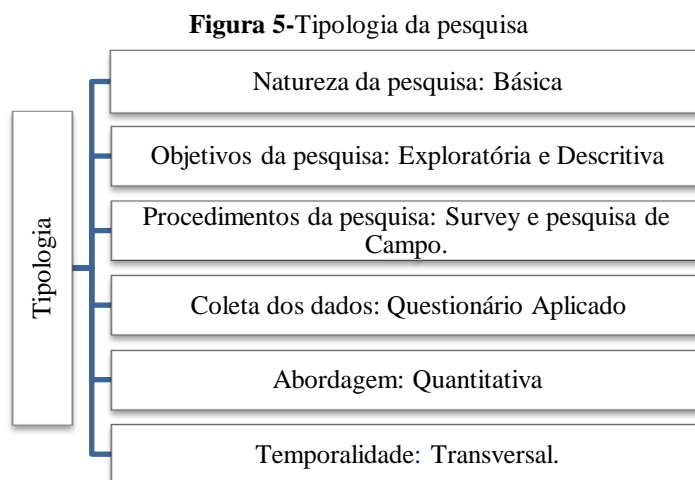 Figura 5-Tipologia da pesquisa
Tipologia
Natureza da pesquisa: Básica
Objetivos da pesquisa: Exploratória e Descritiva
Procedimentos da pesquisa: Survey e pesquisa de
Campo.
Coleta dos dados: Questionário Aplicado
Abordagem: Quantitativa
Temporalidade: Transversal.